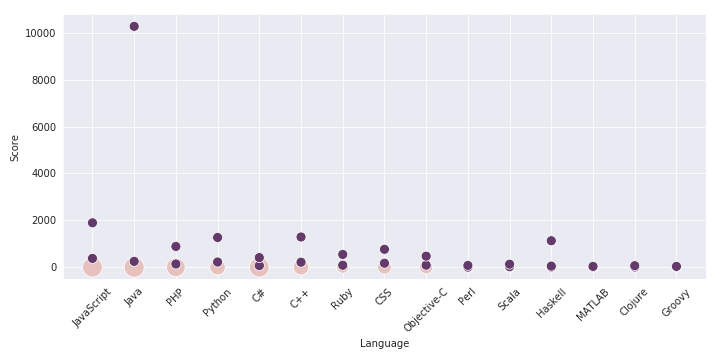 10000
8000
6000
4000
2000
0
Score
JavaScript
Java
PHP
Python
C#
C++
Ruby
CSS
Objective-C
Perl
Scala
Haskell
MATLAB
Clojure
Groovy
Language